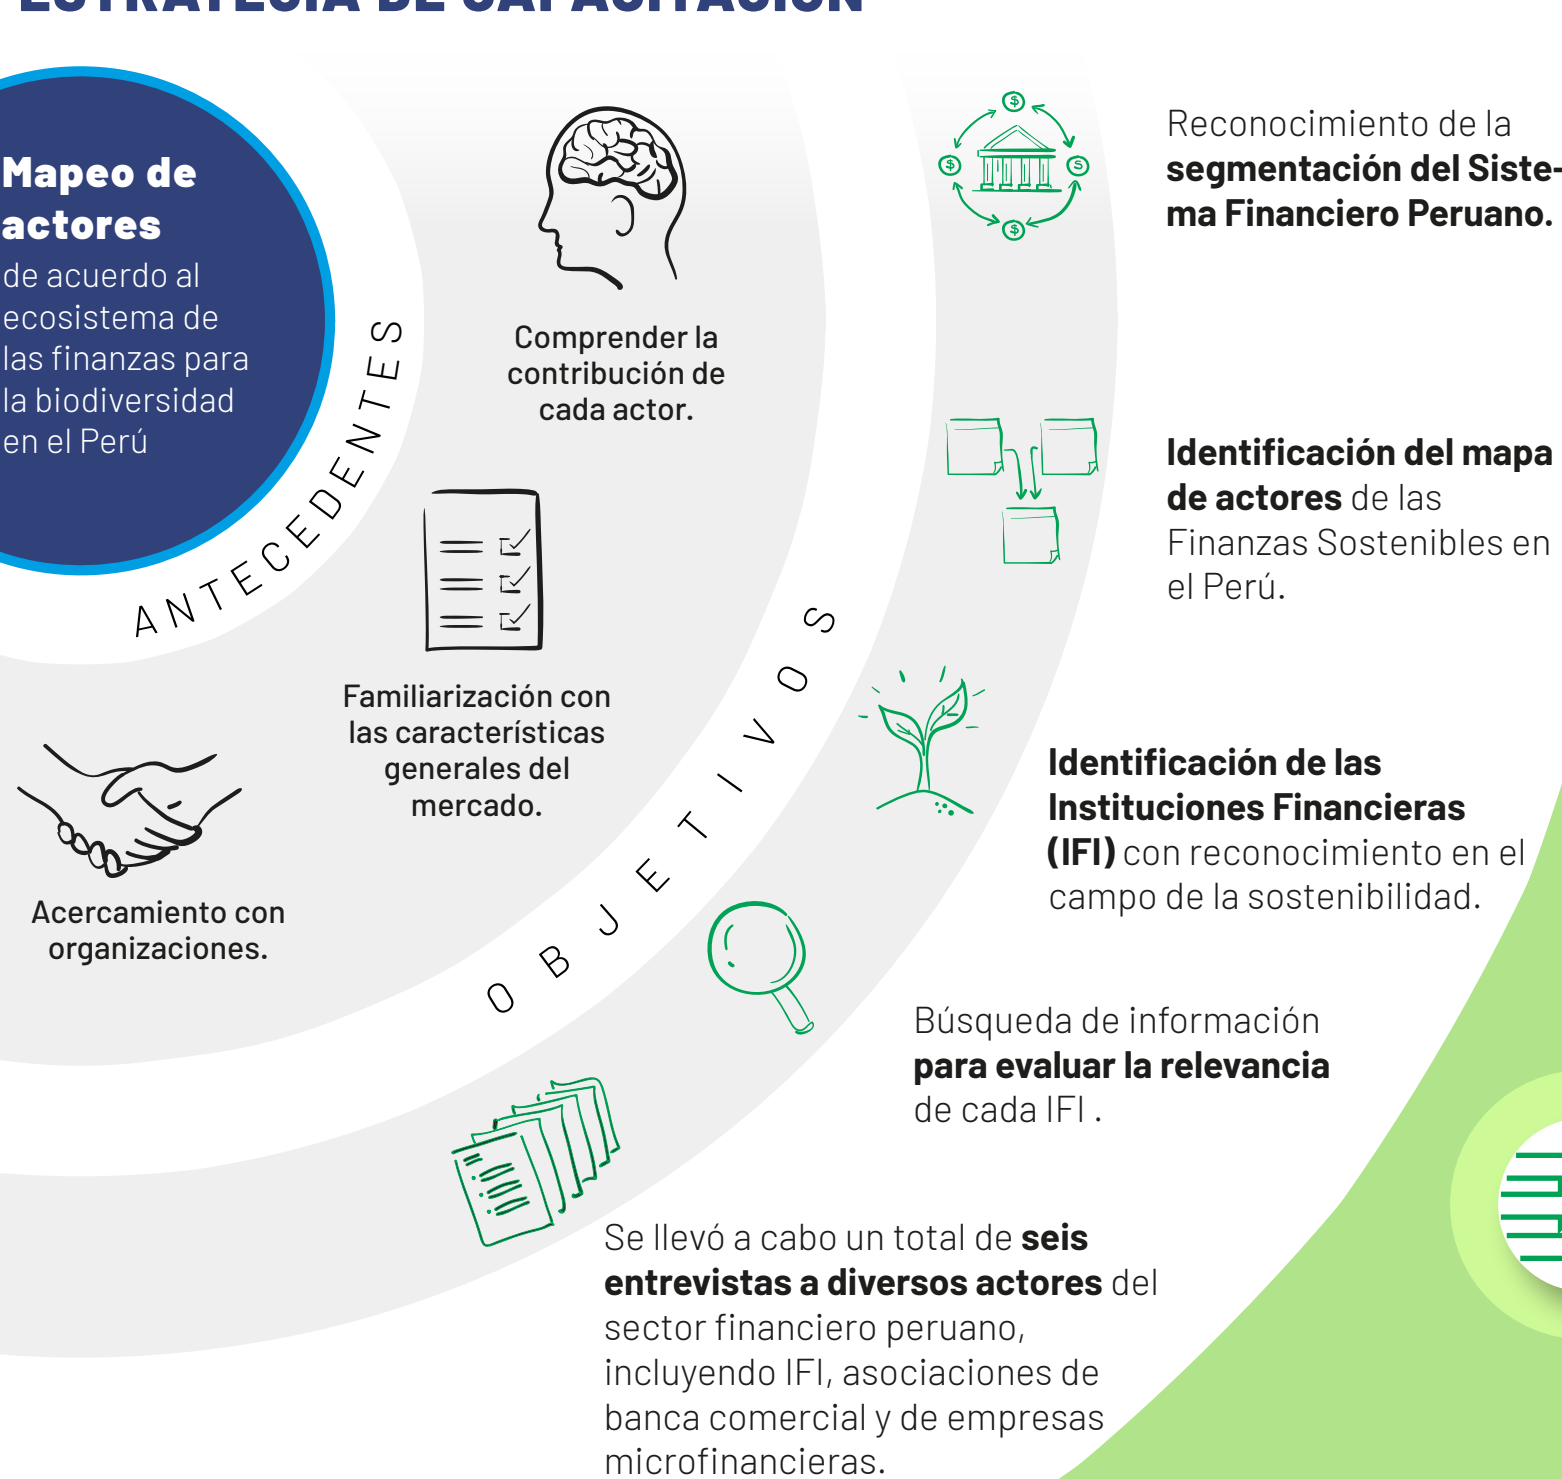 ESTRATEGIA DE CAPACITACIÓN
Mapeo de
actores
de acuerdo al
ecosistema de
las finanzas para
la biodiversidad
en el Perú
ANTECEDENTES
Comprender la
contribución de
cada actor.
Familiarización con
las características
generales del
mercado.
Acercamiento con
organizaciones.
OBJETIVOS
Reconocimiento de la
segmentación del Siste-
ma Financiero Peruano.
Identificación del mapa
de actores de las
Finanzas Sostenibles en
el Perú.
Identificación de las
Instituciones Financieras
(IFI) con reconocimiento en el
campo de la sostenibilidad.
Búsqueda de información
para evaluar la relevancia
de cada IFI .
Se llevó a cabo un total de seis
entrevistas a diversos actores del
sector financiero peruano,
incluyendo IFI, asociaciones de
banca comercial y de empresas
microfinancieras.